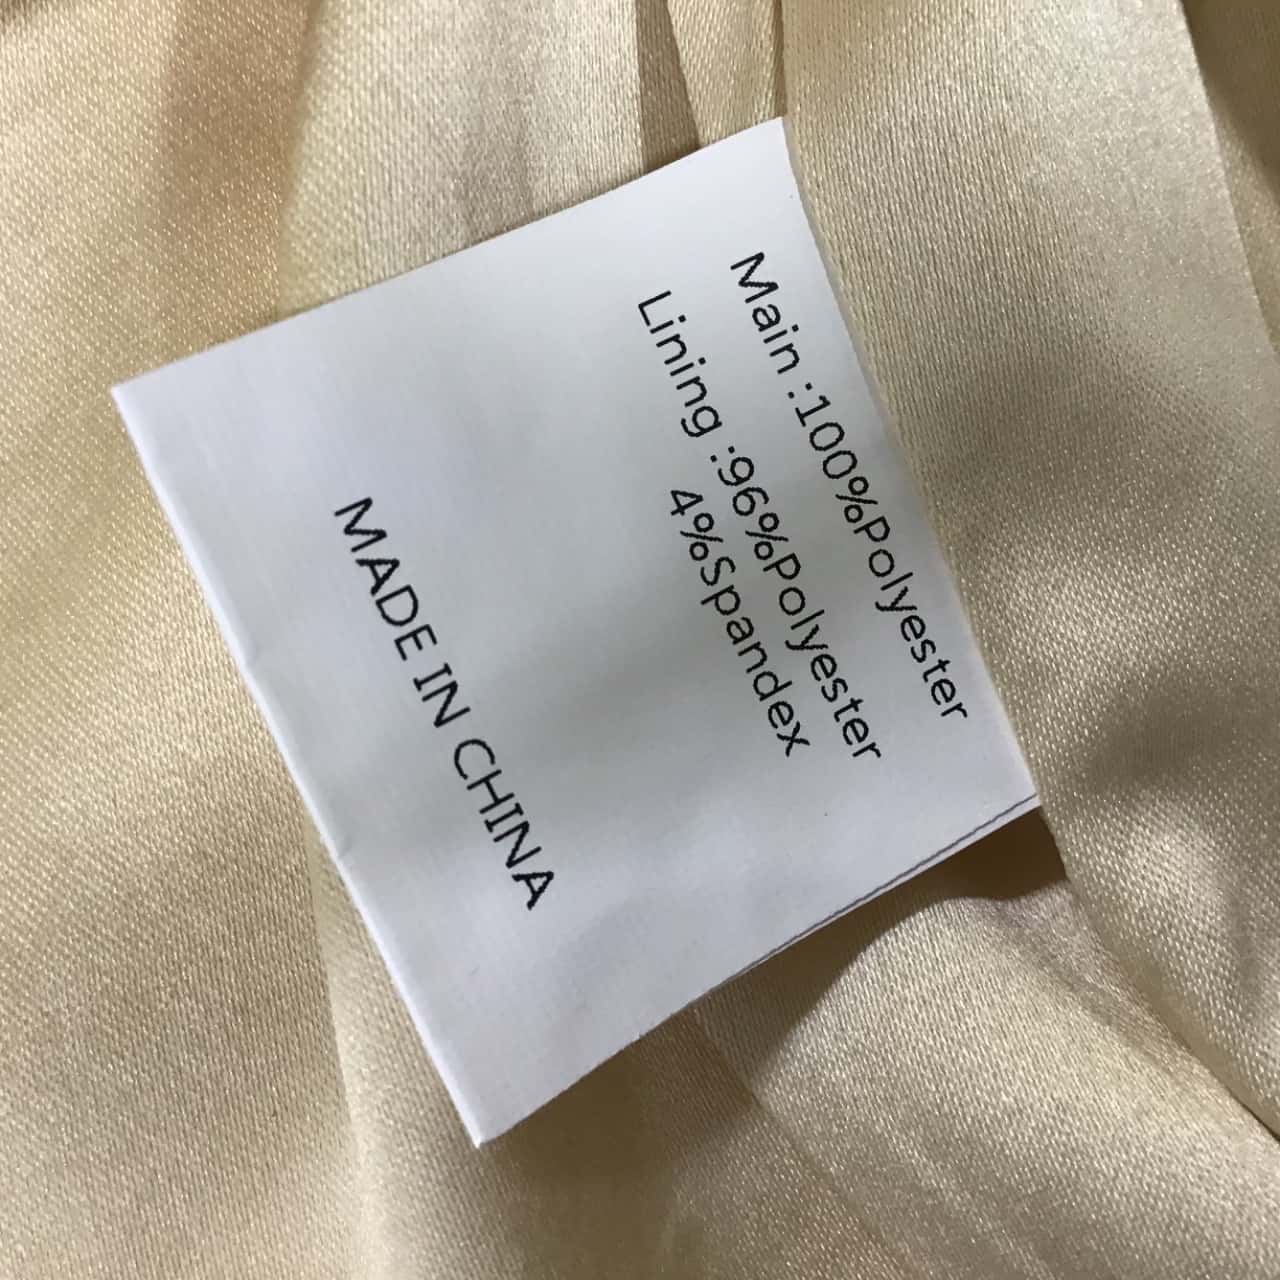 Main :100%Polyester
Lining :96%Polyester
4%Spandex
MADE IN CHINA